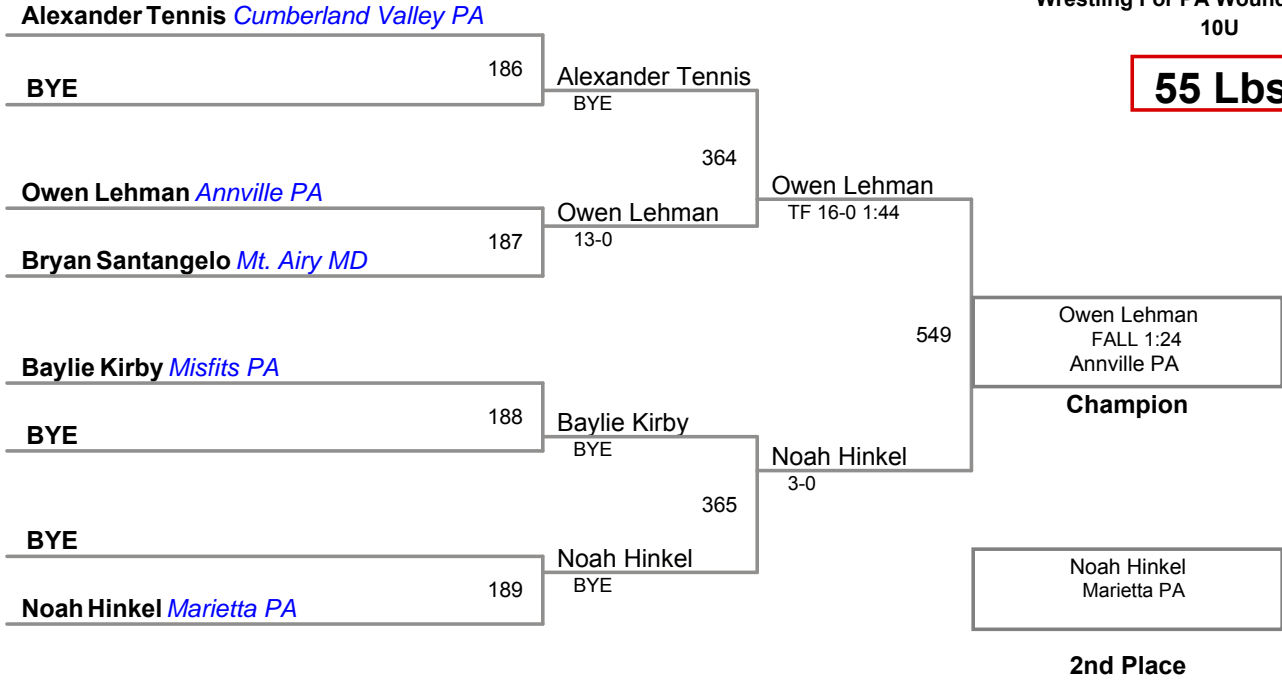 Alexander Tennis Cumberland Valley PA
Wrestling For PA
10U
186
BYE
Alexander Tennis
BYE
55 Lbs
364
Owen Lehman Annville PA
Owen Lehman
TF 16-0 1:44
Owen Lehman
13-0
187
Bryan Santangelo Mt. Airy MD
549
Owen Lehman
FALL 1:24
Annville PA
Champion
Baylie Kirby Misfits PA
188
BYE
Baylie Kirby
BYE
Noah Hinkel
3-0
365
BYE
Noah Hinkel
BYE
189
Noah Hinkel Marietta PA
Noah Hinkel
Marietta PA
2nd Place